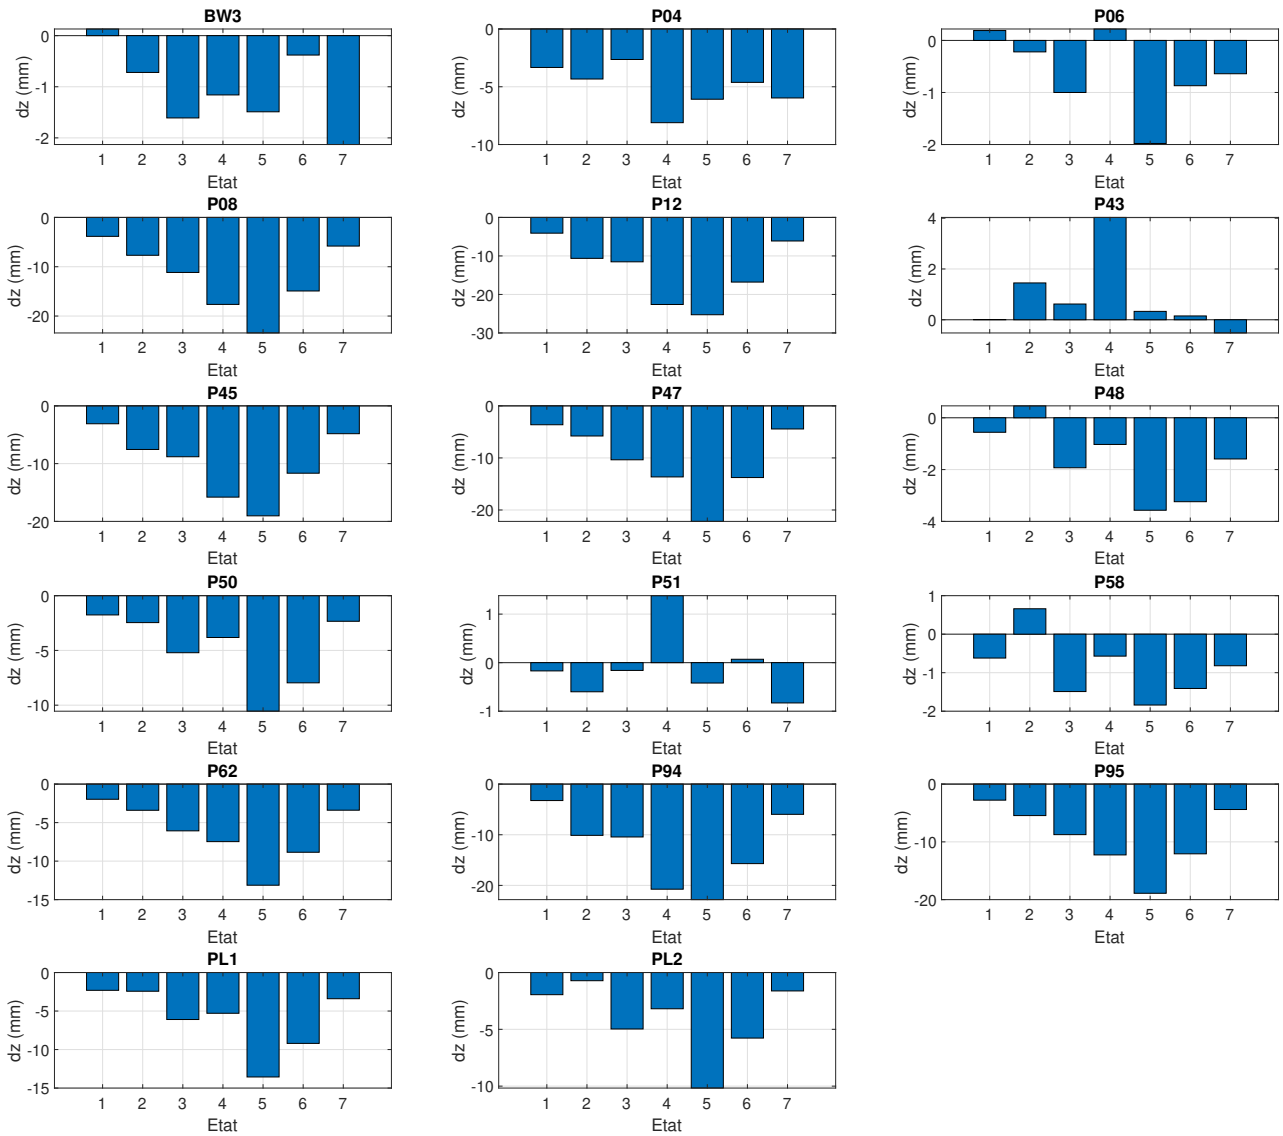 BW3
0
-1
-2
dz (mm)
1 2 3 4 5 6 7
Etat
P04
0
-5
-10
dz (mm)
1 2 3 4 5 6 7
Etat
P06
0
-1
-2
dz (mm)
1 2 3 4 5 6 7
Etat
P08
0
-10
-20
dz (mm)
1 2 3 4 5 6 7
Etat
P12
0
-10
-20
-30
dz (mm)
1 2 3 4 5 6 7
Etat
P43
4
2
0
dz (mm)
1 2 3 4 5 6 7
Etat
P45
0
-10
-20
dz (mm)
1 2 3 4 5 6 7
Etat
P47
0
-10
-20
dz (mm)
1 2 3 4 5 6 7
Etat
P48
0
-2
-4
dz (mm)
1 2 3 4 5 6 7
Etat
P50
0
-5
-10
dz (mm)
1 2 3 4 5 6 7
Etat
P51
1
0
-1
dz (mm)
1 2 3 4 5 6 7
Etat
P58
1
0
-1
-2
dz (mm)
1 2 3 4 5 6 7
Etat
P62
0
-5
-10
-15
dz (mm)
1 2 3 4 5 6 7
Etat
P94
0
-10
-20
dz (mm)
1 2 3 4 5 6 7
Etat
P95
0
-10
-20
dz (mm)
1 2 3 4 5 6 7
Etat
PL1
0
-5
-10
-15
dz (mm)
1 2 3 4 5 6 7
Etat
PL2
0
-5
-10
dz (mm)
1 2 3 4 5 6 7
Etat